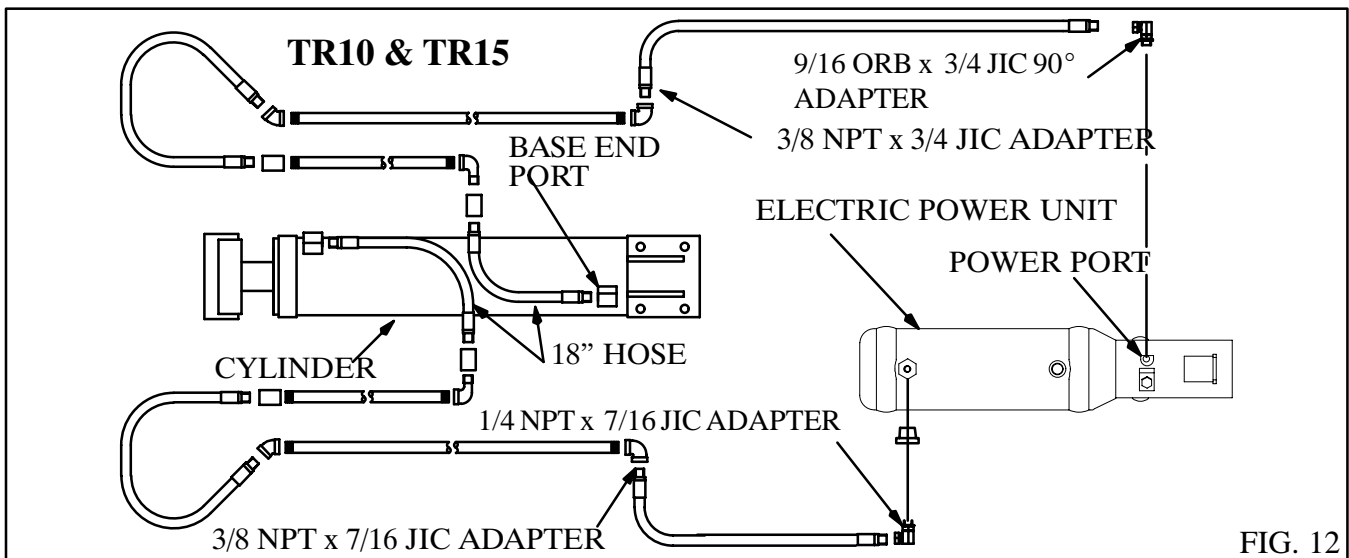 TR10 & TR15
9/16 ORB x 3/4 JIC 90°
ADAPTER
3/8 NPT x 3/4 JIC ADAPTER
BASE END
PORT
ELECTRIC POWER UNIT
POWER PORT
CYLINDER
18” HOSE
1/4 NPT x 7/16 JIC ADAPTER
3/8 NPT x 7/16 JIC ADAPTER
FIG. 12